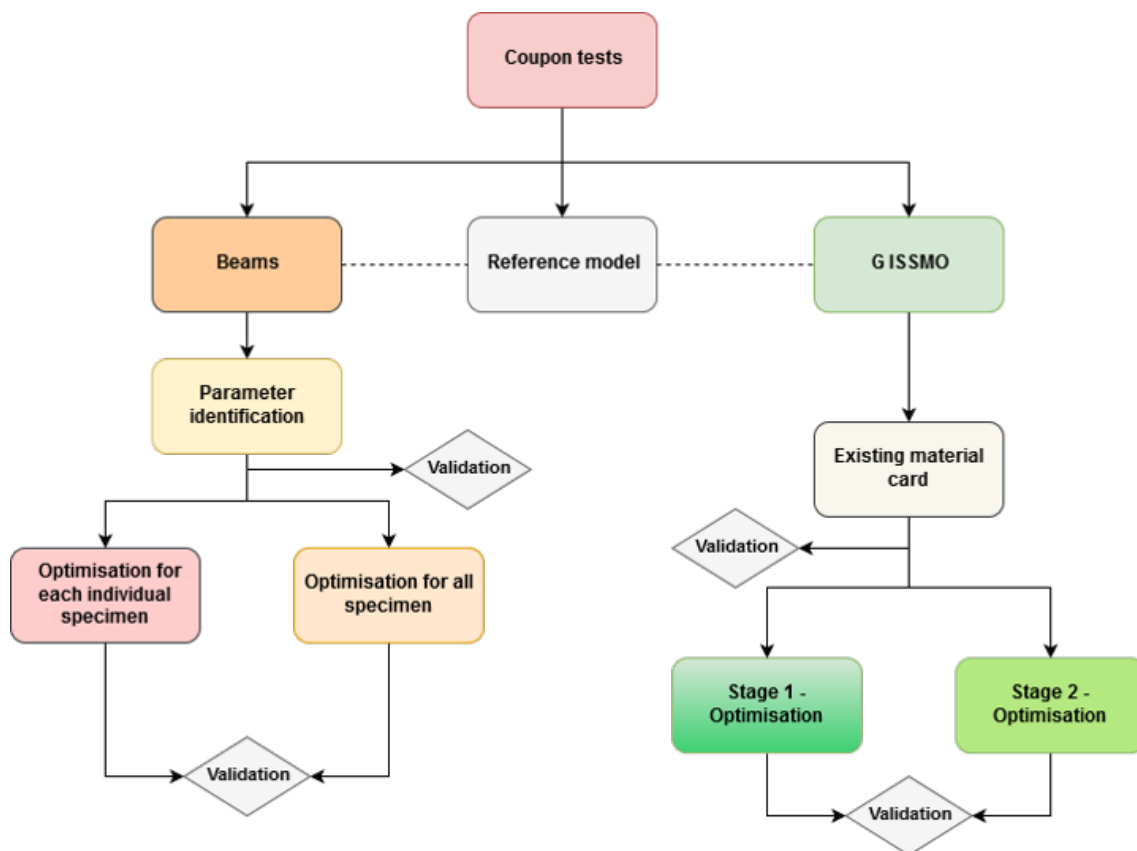 Coupon tests
Beams
Reference model
GISSMO
Parameter
identification
Validation
Existing material
card
Validation
Optimisation for
each individual
specimen
Optimisation for all
specimen
Stage 1 -
Optimisation
Stage 2 -
Optimisation
Validation
Validation